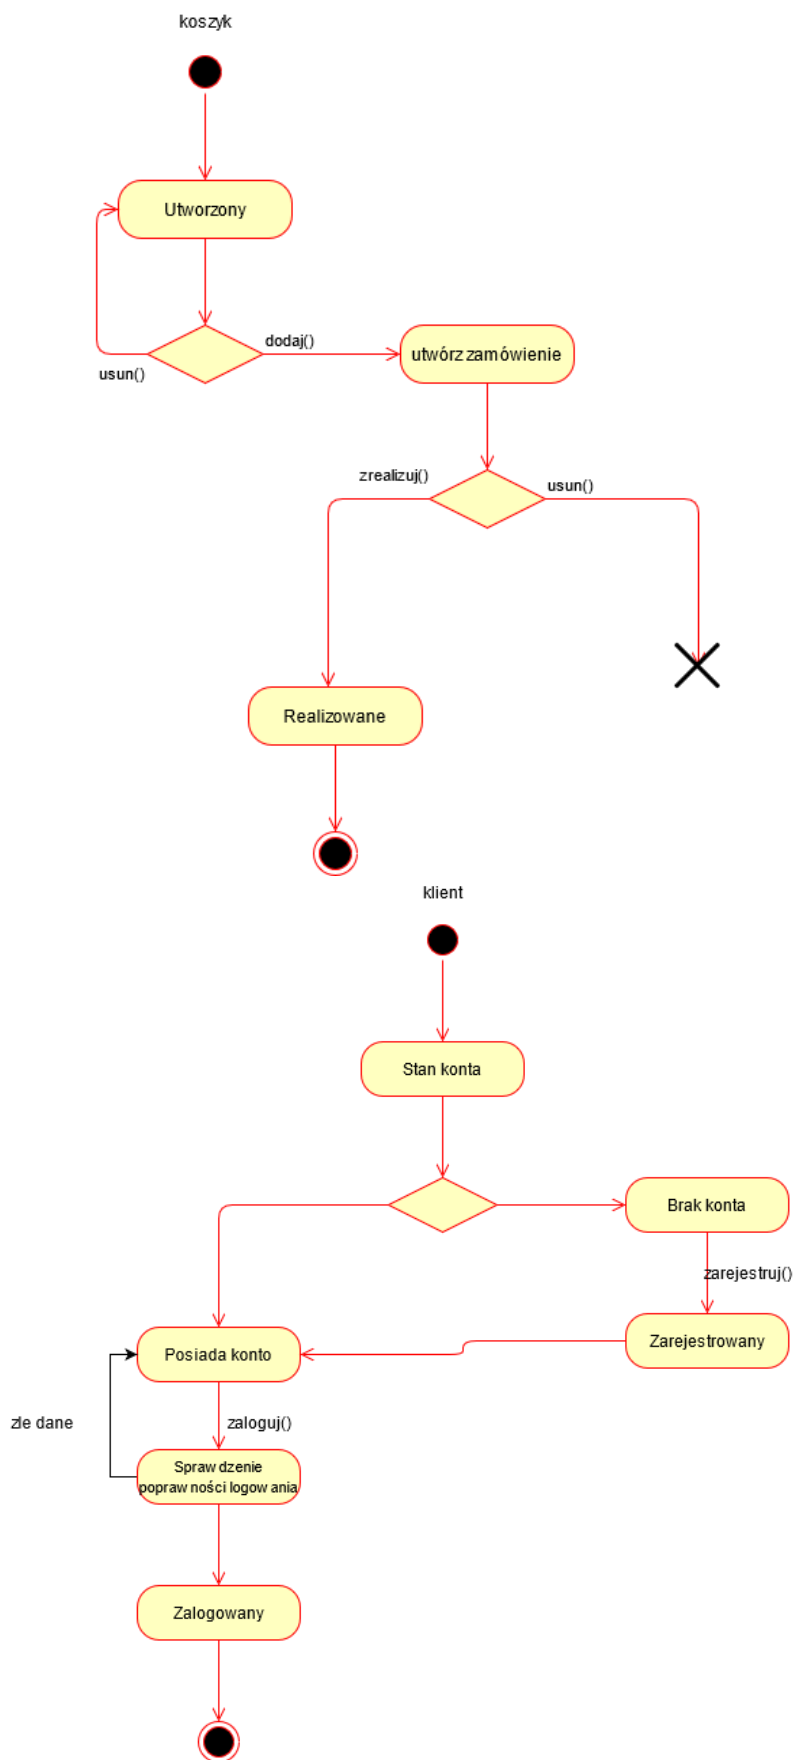 koszyk
Utworzony
dodaj()
usun()
utwórz zamówienie
zrealizuj()
usun()
Realizowane
klient
Stan konta
Brak konta
zarejestruj()
Zarejestrowany
Posiada konto
zaloguj()
zle dane
Sprawdzenie
poprawności logowania
Zalogowany